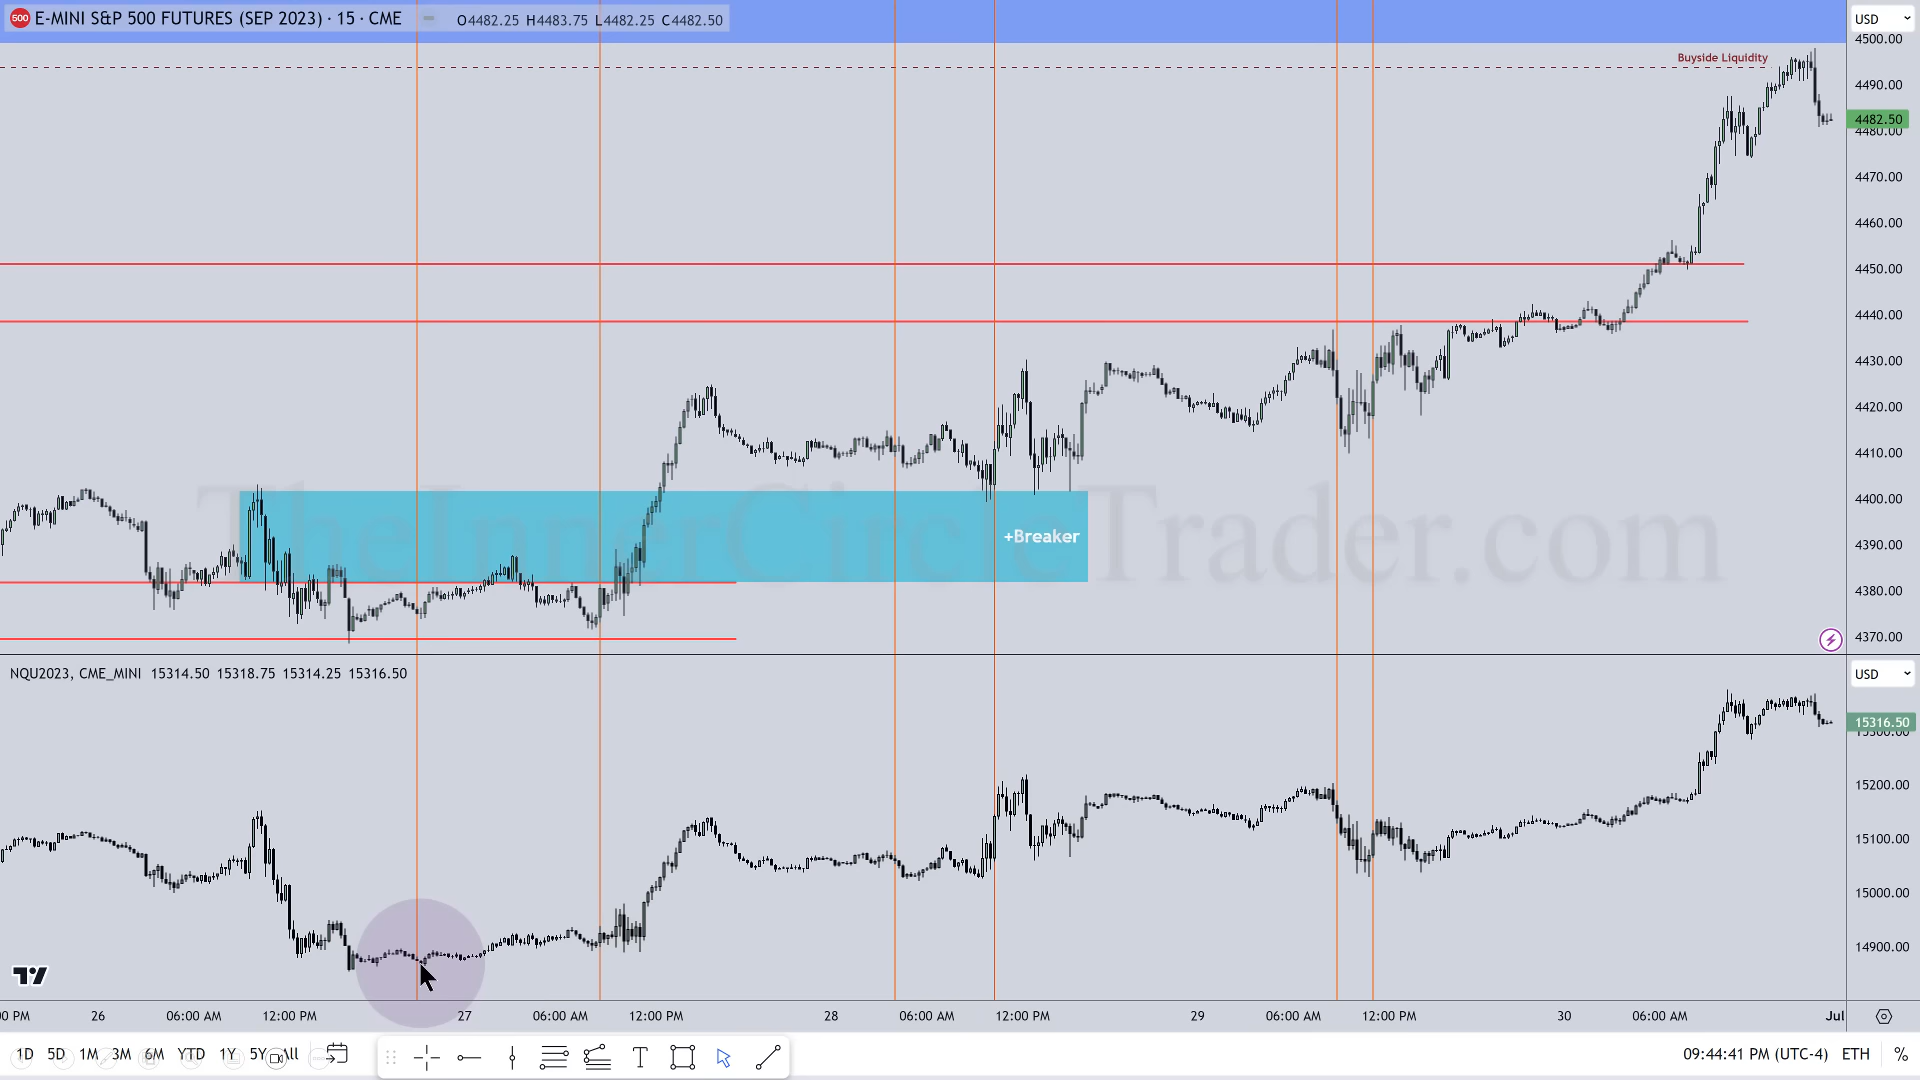 500 E-MINI S&P 500 FUTURES (SEP 2023) · 15 · CME O4482.25 H4483.75 L4482.25 C4482.50
USD
4500.00
Buyside Liquidity
4490.00
4482.50
4480.00
4470.00
4460.00
4450.00
4440.00
4430.00
4420.00
4410.00
4400.00
TheInnerCircleTrader.com
+Breaker
4390.00
4380.00
4370.00
NQU2023, CME_MINI 15314.50 15318.75 15314.25 15316.50
USD
15316.50
15300.00
15200.00
15100.00
15000.00
14900.00
00 PM 26 06:00 AM 12:00 PM 27 06:00 AM 12:00 PM 28 06:00 AM 12:00 PM 29 06:00 AM 12:00 PM 30 06:00 AM Jul
1D 5D 1M 3M 6M YTD 1Y 5Y All T 09:44:41 PM (UTC-4) ETH %